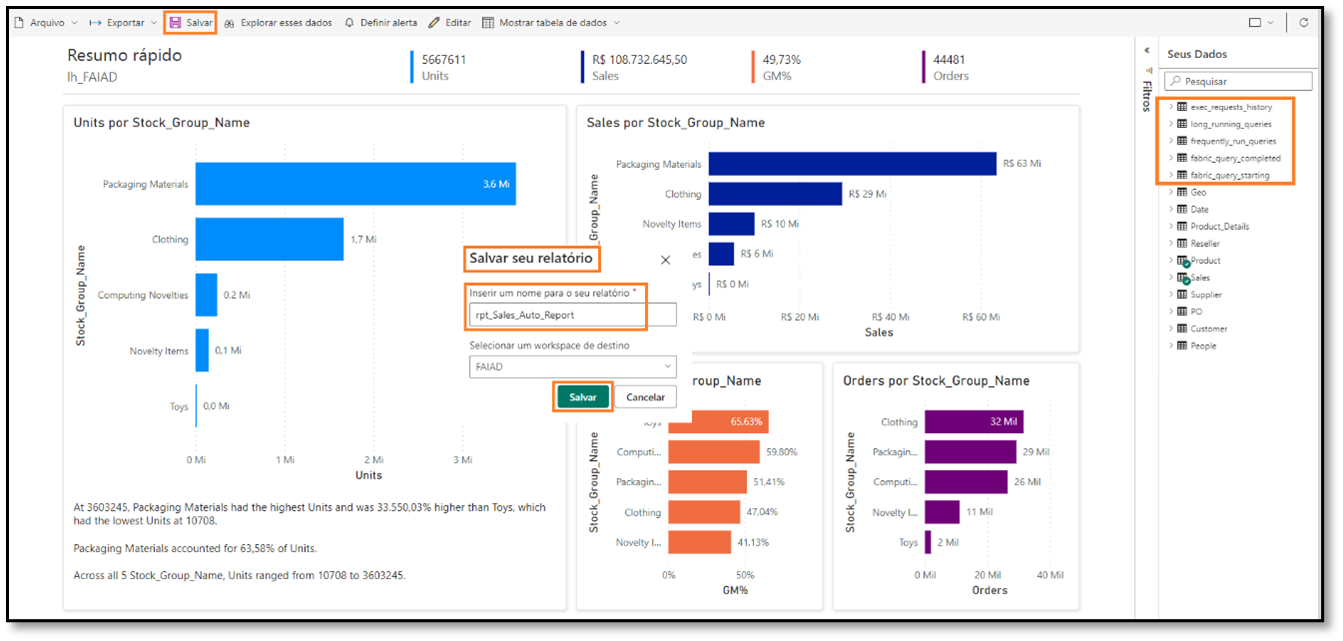 Arquivo
Exportar
Salvar
Explorar esses dados
Definir alerta
Editar
Mostrar tabela de dados
Resumo rápido
lh_FAIAD
5667611
Units
R$ 108.732.645,50
Sales
49,73%
GM%
44481
Orders
Units por Stock_Group_Name
Stock_Group_Name
Packaging Materials
3.6 Mi
Clothing
1,7 Mi
Computing Novelties
0.2 Mi
Novelty Items
0,1 Mi
Toys
0,0 Mi
0 Mi
1 Mi
2 Mi
3 Mi
Units
At 3603245, Packaging Materials had the highest Units and was 33.550,03% higher than Toys, which
had the lowest Units at 10708.
Packaging Materials accounted for 63,58% of Units.
Across all 5 Stock_Group_Name, Units ranged from 10708 to 3603245.
Sales por Stock_Group_Name
_Group_Name
Packaging Materials
R$ 63 Mi
Clothing
R$ 29 Mi
Novelty Items
R$ 10 Mi
es
R$ 6 Mi
ys
R$ 0 Mi
R$ 0 Mi
R$ 20 Mi
R$ 40 Mi
R$ 60 Mi
Sales
Salvar seu relatório
Inserir um nome para o seu relatório *
rpt_Sales_Auto_Report
Selecionar um workspace de destino
FAIAD
Salvar
Cancelar
roup_Name
Stock_Group_Name
Toys
65,63%
Computi...
59,80%
Packagin...
51,41%
Clothing
47,04%
Novelty I...
41,13%
0%
50%
GM%
Orders por Stock_Group_Name
Stock_Group_Name
Clothing
32 Mil
Packagin...
29 Mil
Computi...
26 Mil
Novelty I...
11 Mil
Toys
2 Mil
0 Mil
20 Mil
40 Mil
Orders
Filtros
Seus Dados
Pesquisar
exec_requests_history
long_running_queries
frequently_run_queries
fabric_query_completed
fabric_query_starting
Geo
Date
Product_Details
Reseller
Product
Sales
Supplier
PO
Customer
People